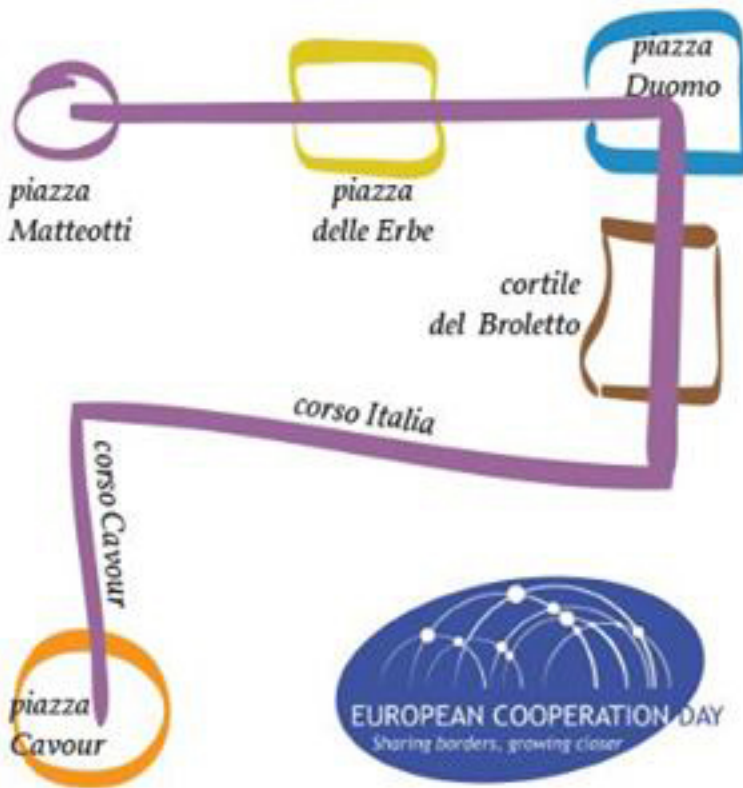 piazza
Duomo
piazza
Matteotti
piazza
delle Erbe
cortile
del Broletto
corso Italia
corso Cavour
piazza
Cavour
EUROPEAN COOPERATION DAY
Sharing borders, growing closer